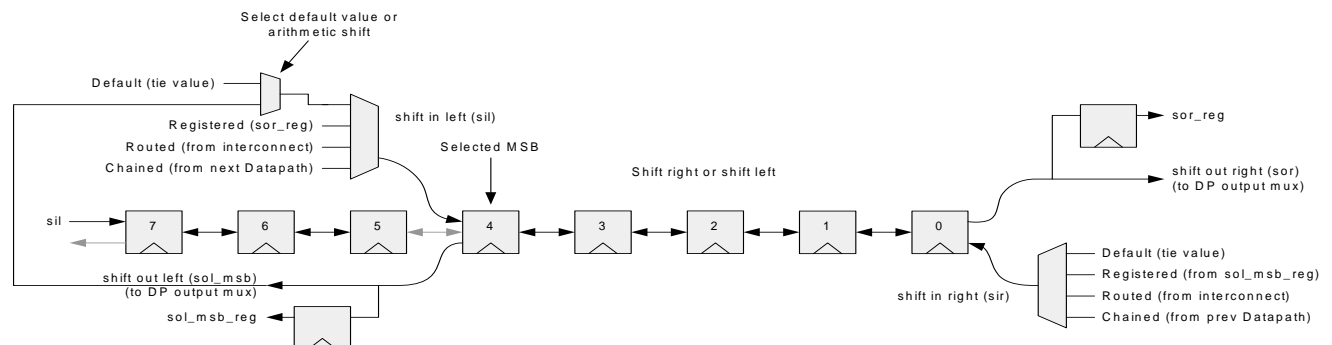 Select default value or
arithmetic shift
Default (tie value)
Registered (sor_reg)
Routed (from interconnect)
Chained (from next Datapath)
shift in left (sil)
Selected MSB
Shift right or shift left
sor_reg
shift out right (sor)
(to DP output mux)
sil
7
6
5
4
3
2
1
0
shift out left (sol_msb)
(to DP output mux)
sol_msb_reg
shift in right (sir)
Default (tie value)
Registered (from sol_msb_reg)
Routed (from interconnect)
Chained (from prev Datapath)